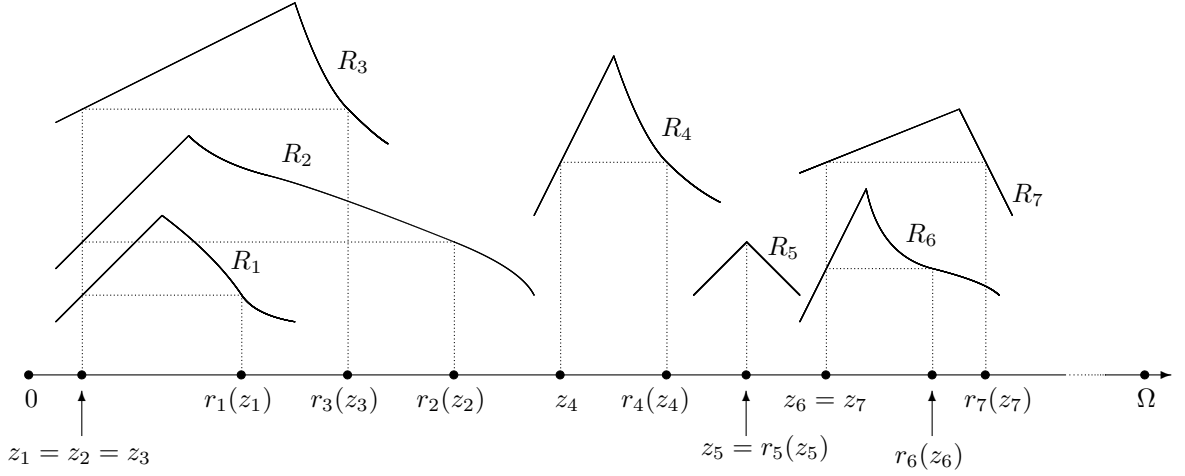 R₃
R₄
R₂
R₇
R₆
R₅
R₁
0
r₁(z₁)
r₃(z₃)
r₂(z₂)
z₄
r₄(z₄)
z₆ = z₇
r₇(z₇)
Ω
z₁ = z₂ = z₃
z₅ = r₅(z₅)
r₆(z₆)